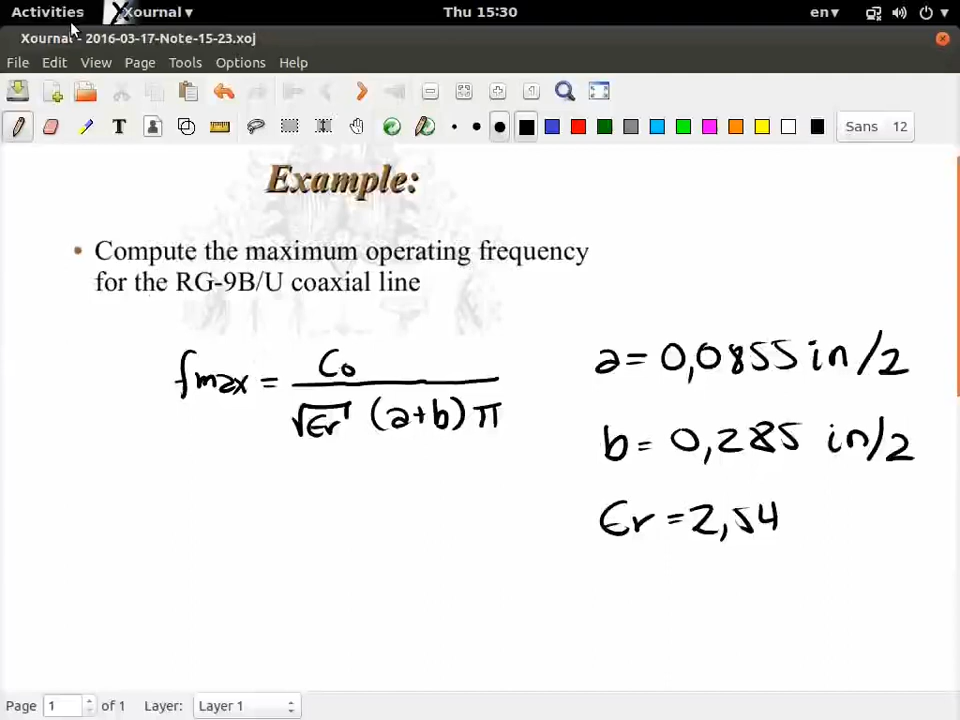 Activities Xournal ▾ Thu 15:30 en ▾
Xournal - 2016-03-17-Note-15-23.xoj
File Edit View Page Tools Options Help
T Sans 12
Example:
• Compute the maximum operating frequency
for the RG-9B/U coaxial line
fmax = C₀ / (√εr (a+b) π)
a = 0,0855 in/2
b = 0,285 in/2
εr = 2,54
Page 1 of 1 Layer: Layer 1